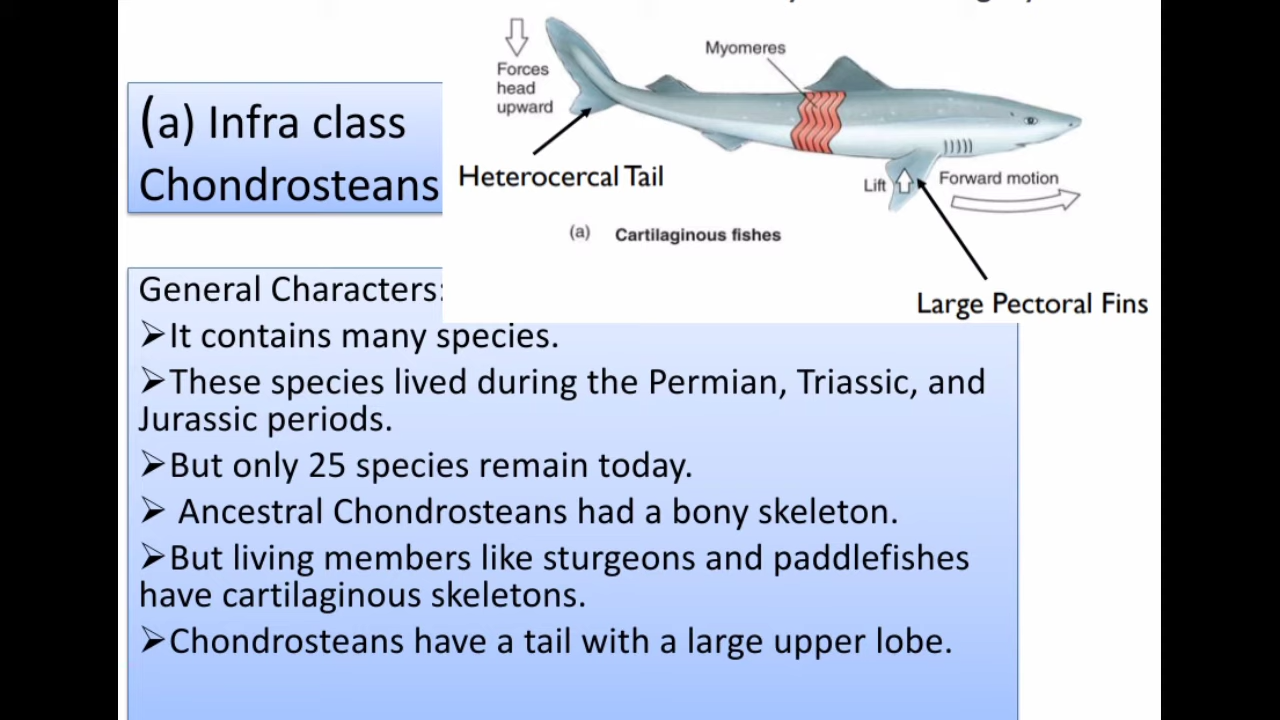 (a) Infra class
Chondrosteans
Forces
head
upward
Myomeres
Heterocercal Tail
Lift
Forward motion
(a) Cartilaginous fishes
Large Pectoral Fins
General Characters:
➢It contains many species.
➢These species lived during the Permian, Triassic, and
Jurassic periods.
➢But only 25 species remain today.
➢ Ancestral Chondrosteans had a bony skeleton.
➢But living members like sturgeons and paddlefishes
have cartilaginous skeletons.
➢Chondrosteans have a tail with a large upper lobe.